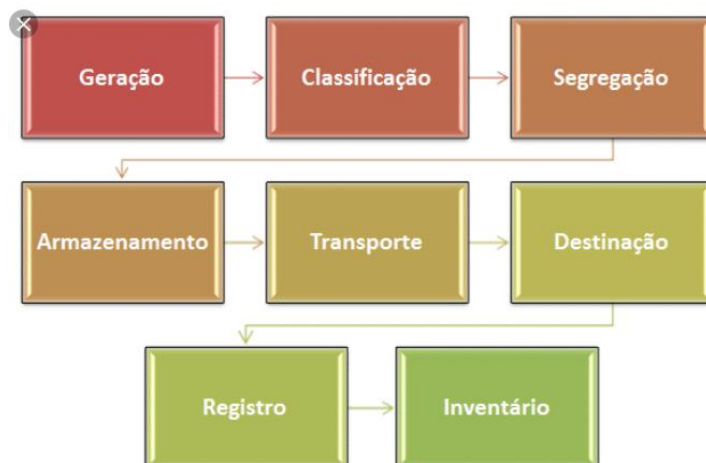 Geração
Classificação
Segregação
Armazenamento
Transporte
Destinação
Registro
Inventário